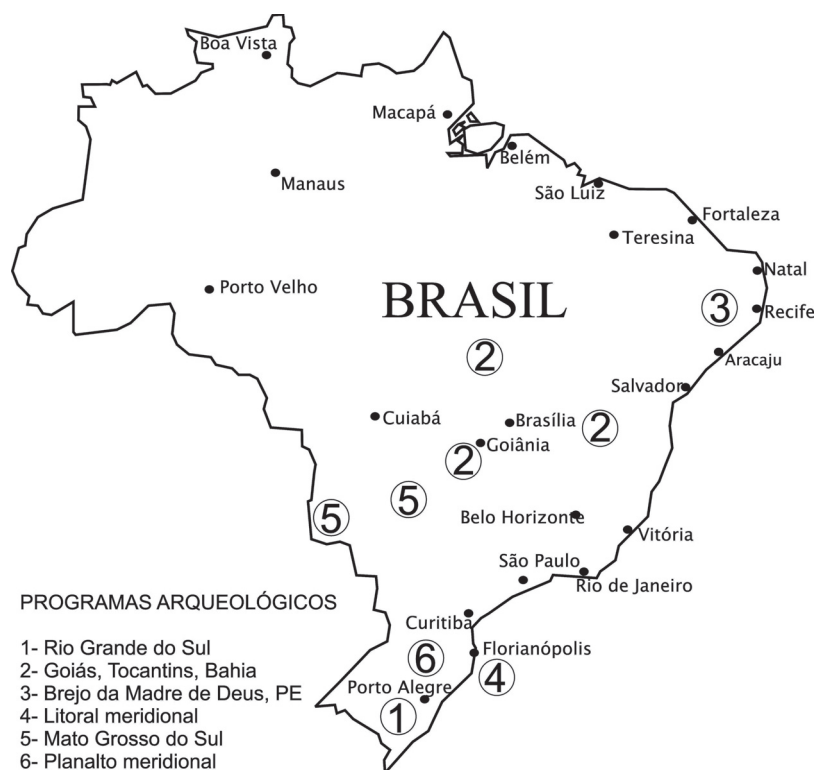 Boa Vista
Macapá
Belém
Manaus
São Luiz
Fortaleza
Teresina
Natal
Porto Velho
BRASIL
3
Recife
2
Aracaju
Salvador
Cuiabá
Brasília
2
Goiânia
2
5
5
Belo Horizonte
Vitória
São Paulo
Rio de Janeiro
PROGRAMAS ARQUEOLÓGICOS
Curitiba
1- Rio Grande do Sul
2- Goiás, Tocantins, Bahia
3- Brejo da Madre de Deus, PE
4- Litoral meridional
5- Mato Grosso do Sul
6- Planalto meridional
6
Florianópolis
4
Porto Alegre
1